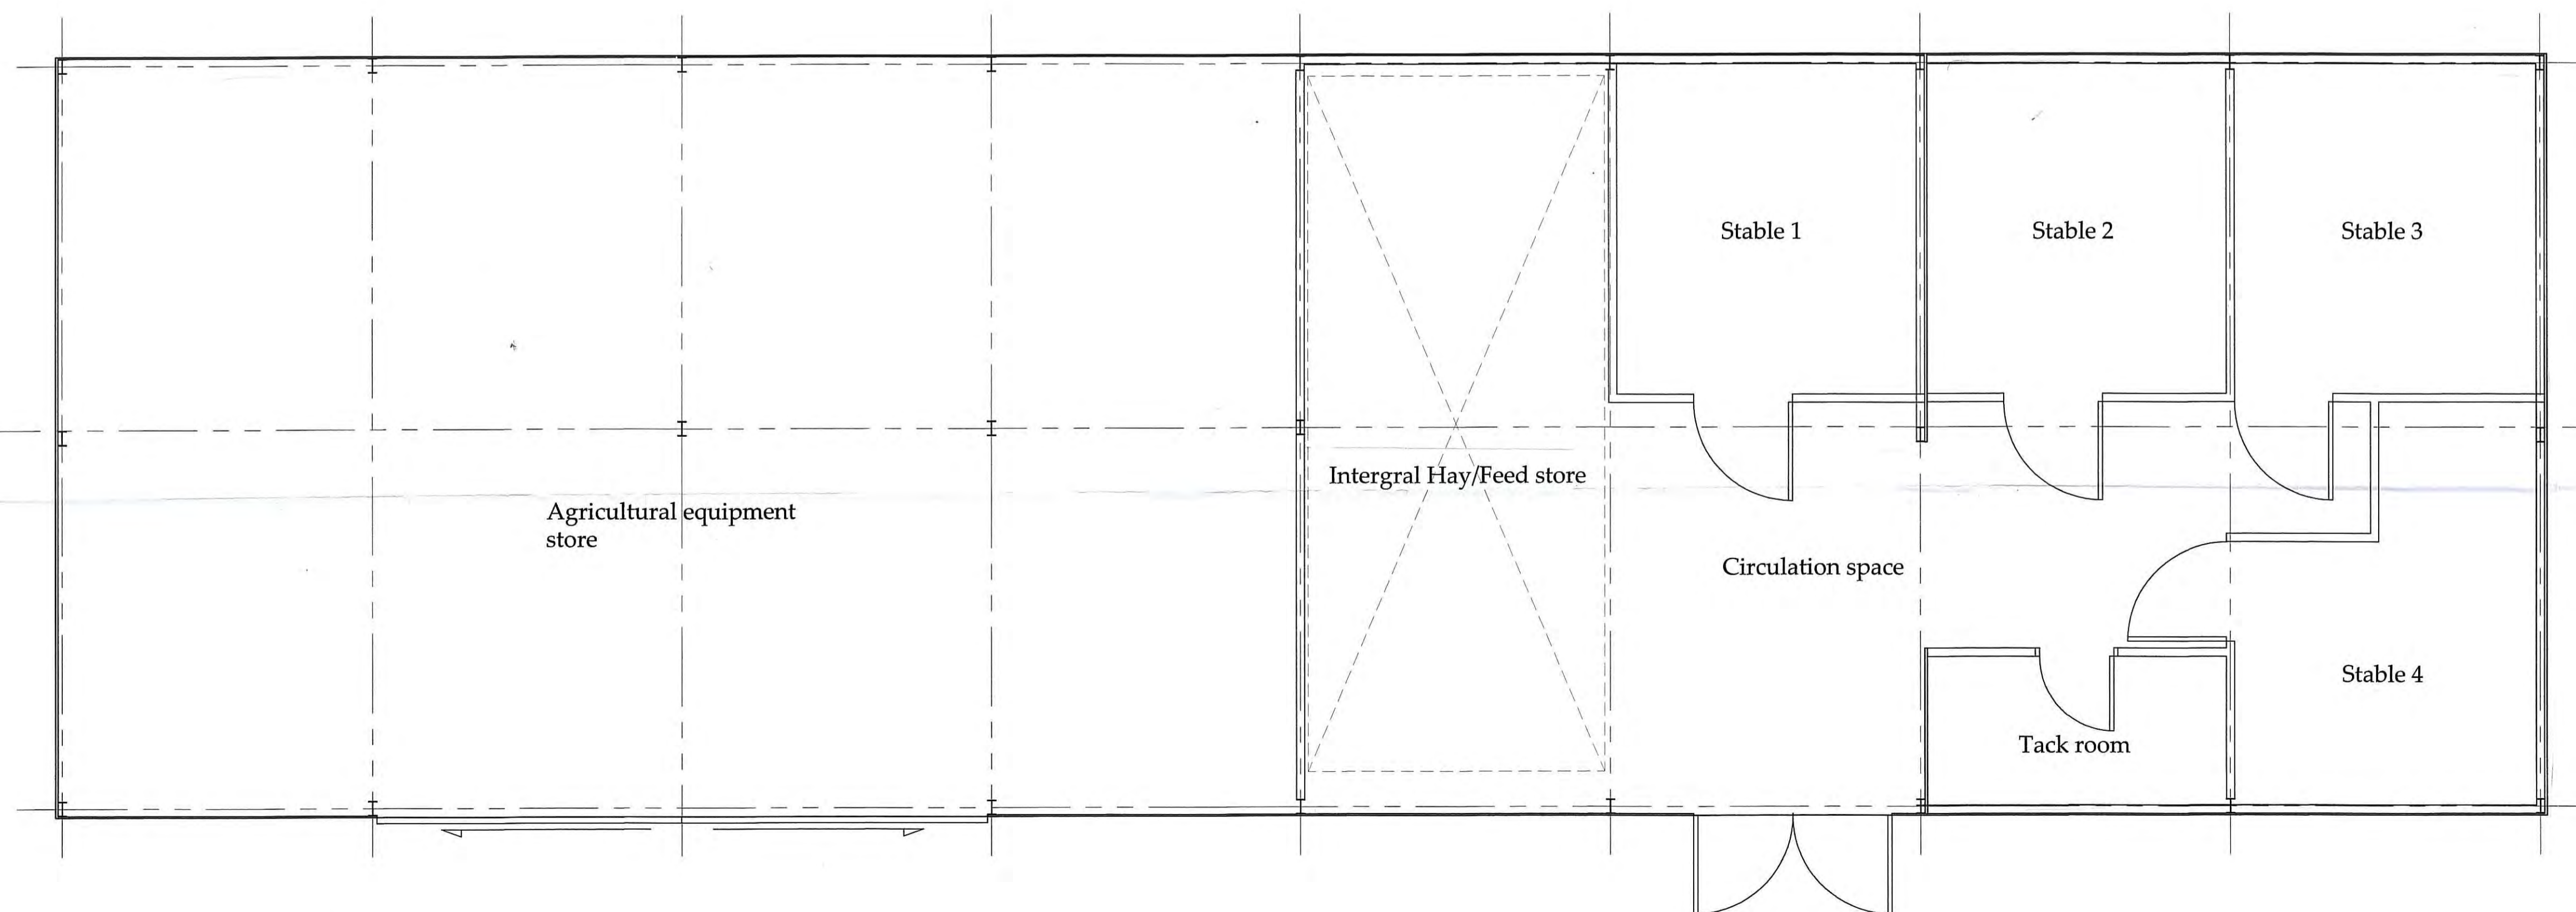 Stable 1
Stable 2
Stable 3
Intergral Hay/Feed store
Agricultural equipment
store
Circulation space
Stable 4
Tack room